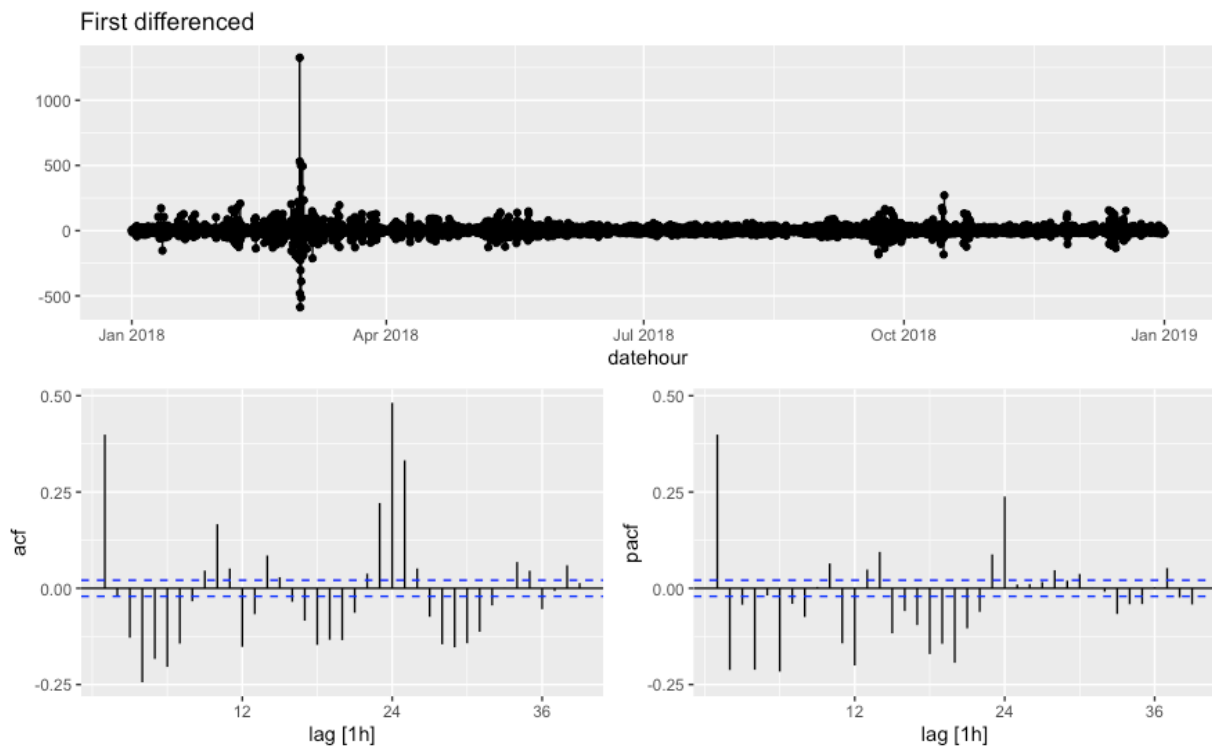 First differenced
1000
500
0
-500
Jan 2018 Apr 2018 Jul 2018 Oct 2018 Jan 2019
datehour
0.50
0.25
0.00
-0.25
acf
12 24 36
lag [1h]
0.50
0.25
0.00
-0.25
pacf
12 24 36
lag [1h]